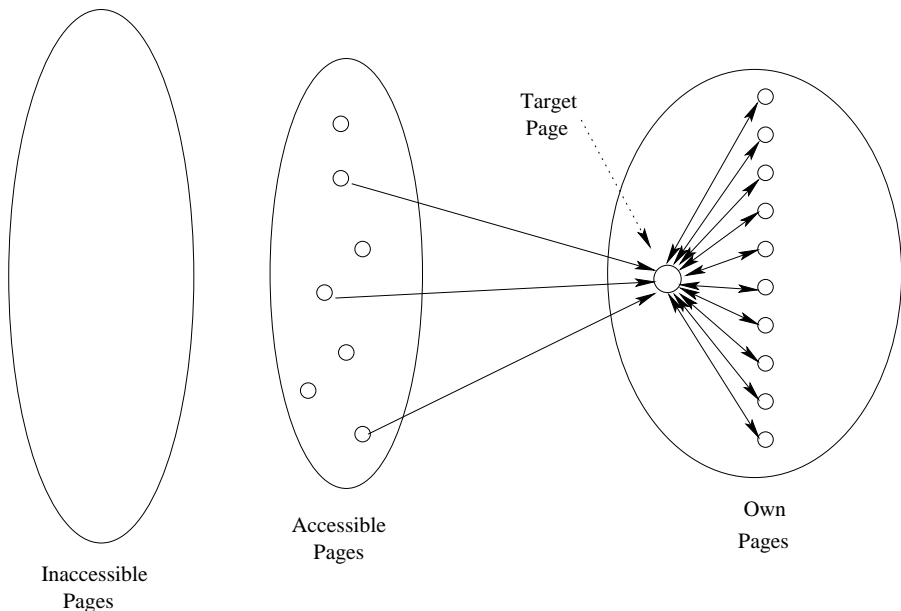 Target
Page
Accessible
Pages
Own
Pages
Inaccessible
Pages